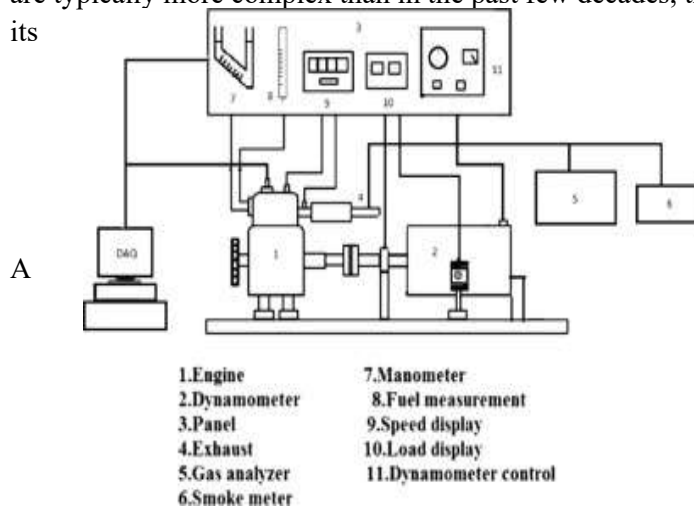 are typically more complex than in the past few decades, t
its
3
7
8
9
10
11
4
5
6
DAQ
1
2
A
1.Engine
7.Manometer
2.Dynamometer
8.Fuel measurement
3.Panel
9.Speed display
4.Exhaust
10.Load display
5.Gas analyzer
11.Dynamometer control
6.Smoke meter